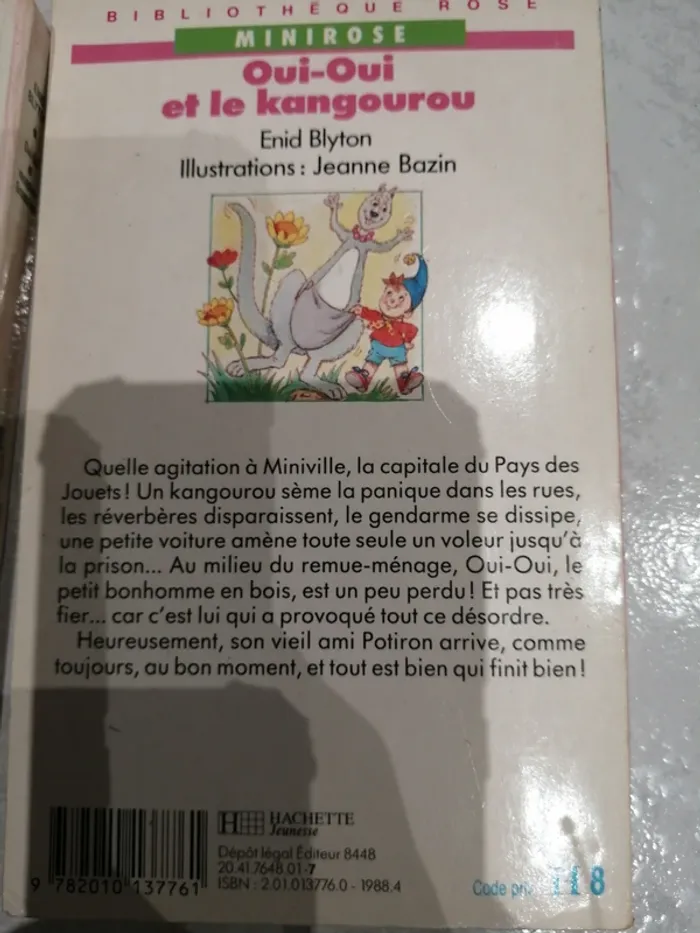 BIBLIOTHÈQUE ROSE
MINIROSE
Oui-Oui
et le kangourou
Enid Blyton
Illustrations : Jeanne Bazin
Quelle agitation à Miniville, la capitale du Pays des
Jouets ! Un kangourou sème la panique dans les rues,
les réverbères disparaissent, le gendarme se dissipe,
une petite voiture amène toute seule un voleur jusqu'à
la prison... Au milieu du remue-ménage, Oui-Oui, le
petit bonhomme en bois, est un peu perdu ! Et pas très
fier... car c'est lui qui a provoqué tout ce désordre.
Heureusement, son vieil ami Potiron arrive, comme
toujours, au bon moment, et tout est bien qui finit bien !
HACHETTE
Jeunesse
Dépôt légal Éditeur 8448
20.41.7648.01-7
ISBN : 2.01.013776.0 - 1988.4
9 782010 137761
Code 8